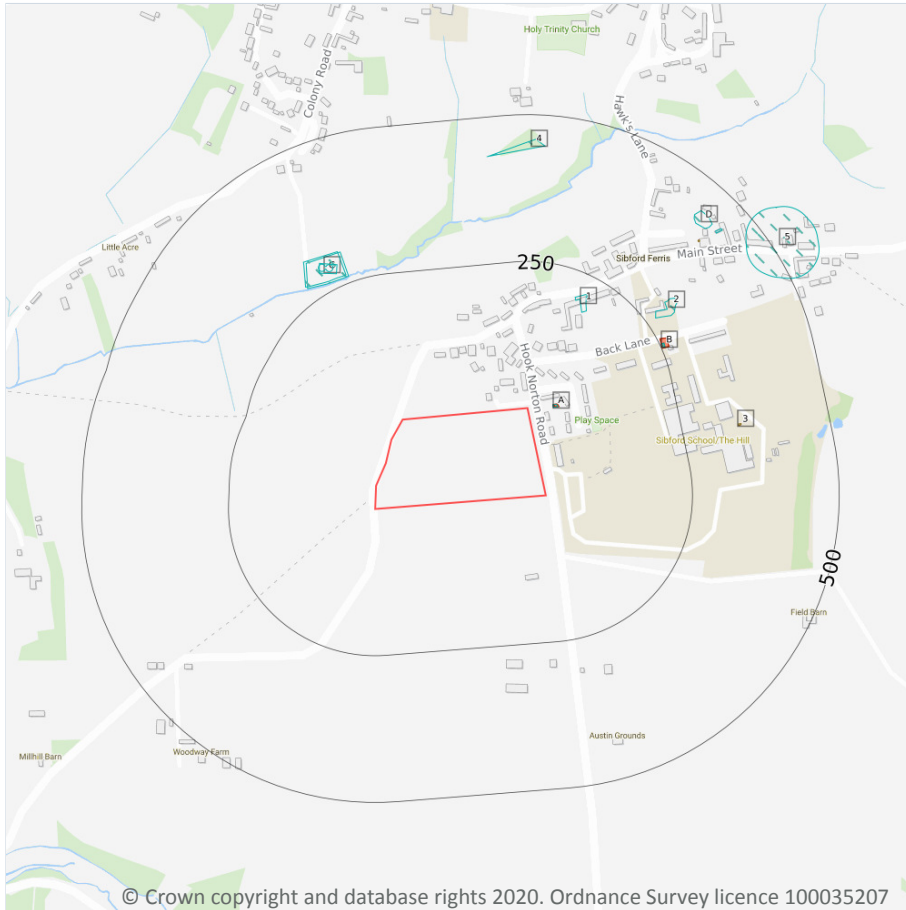 Holy Trinity Church
Colony Road
Hawk's Lane
4
D
5
Little Acre
Main Street
Sibford Ferris
250
1
2
Back Lane
B
Hook Norton Road
A
Play Space
3
Sibford School/The Hill
500
Field Barn
Austin Grounds
Woodway Farm
Millhill Barn
© Crown copyright and database rights 2020. Ordnance Survey licence 100035207